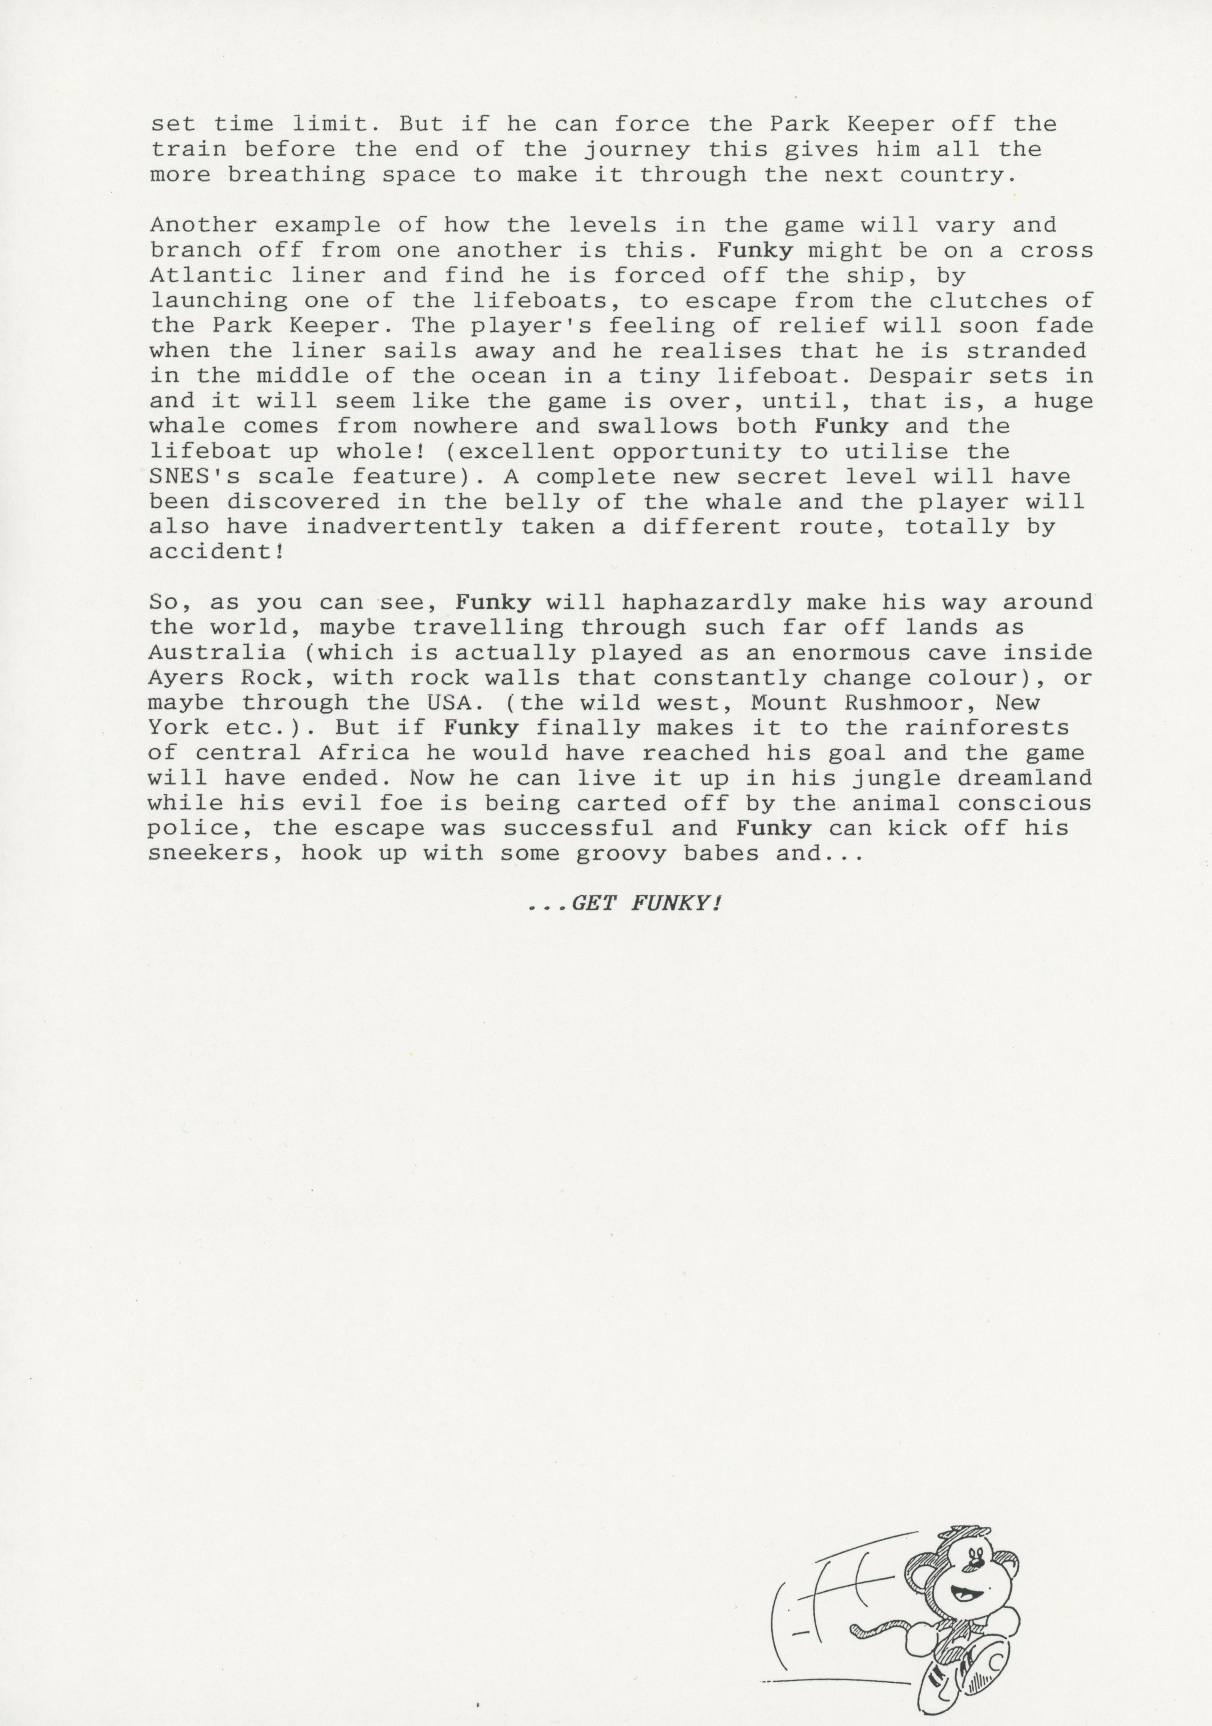 set time limit. But if he can force the Park Keeper off the
train before the end of the journey this gives him all the
more breathing space to make it through the next country.
Another example of how the levels in the game will vary and
branch off from one another is this. Funky might be on a cross
Atlantic liner and find he is forced off the ship, by
launching one of the lifeboats, to escape from the clutches of
the Park Keeper. The player's feeling of relief will soon fade
when the liner sails away and he realises that he is stranded
in the middle of the ocean in a tiny lifeboat. Despair sets in
and it will seem like the game is over, until, that is, a huge
whale comes from nowhere and swallows both Funky and the
lifeboat up whole! (excellent opportunity to utilise the
SNES's scale feature). A complete new secret level will have
been discovered in the belly of the whale and the player will
also have inadvertently taken a different route, totally by
accident!
So, as you can see, Funky will haphazardly make his way around
the world, maybe travelling through such far off lands as
Australia (which is actually played as an enormous cave inside
Ayers Rock, with rock walls that constantly change colour), or
maybe through the USA. (the wild west, Mount Rushmoor, New
York etc.). But if Funky finally makes it to the rainforests
of central Africa he would have reached his goal and the game
will have ended. Now he can live it up in his jungle dreamland
while his evil foe is being carted off by the animal conscious
police, the escape was successful and Funky can kick off his
sneekers, hook up with some groovy babes and...
...GET FUNKY!